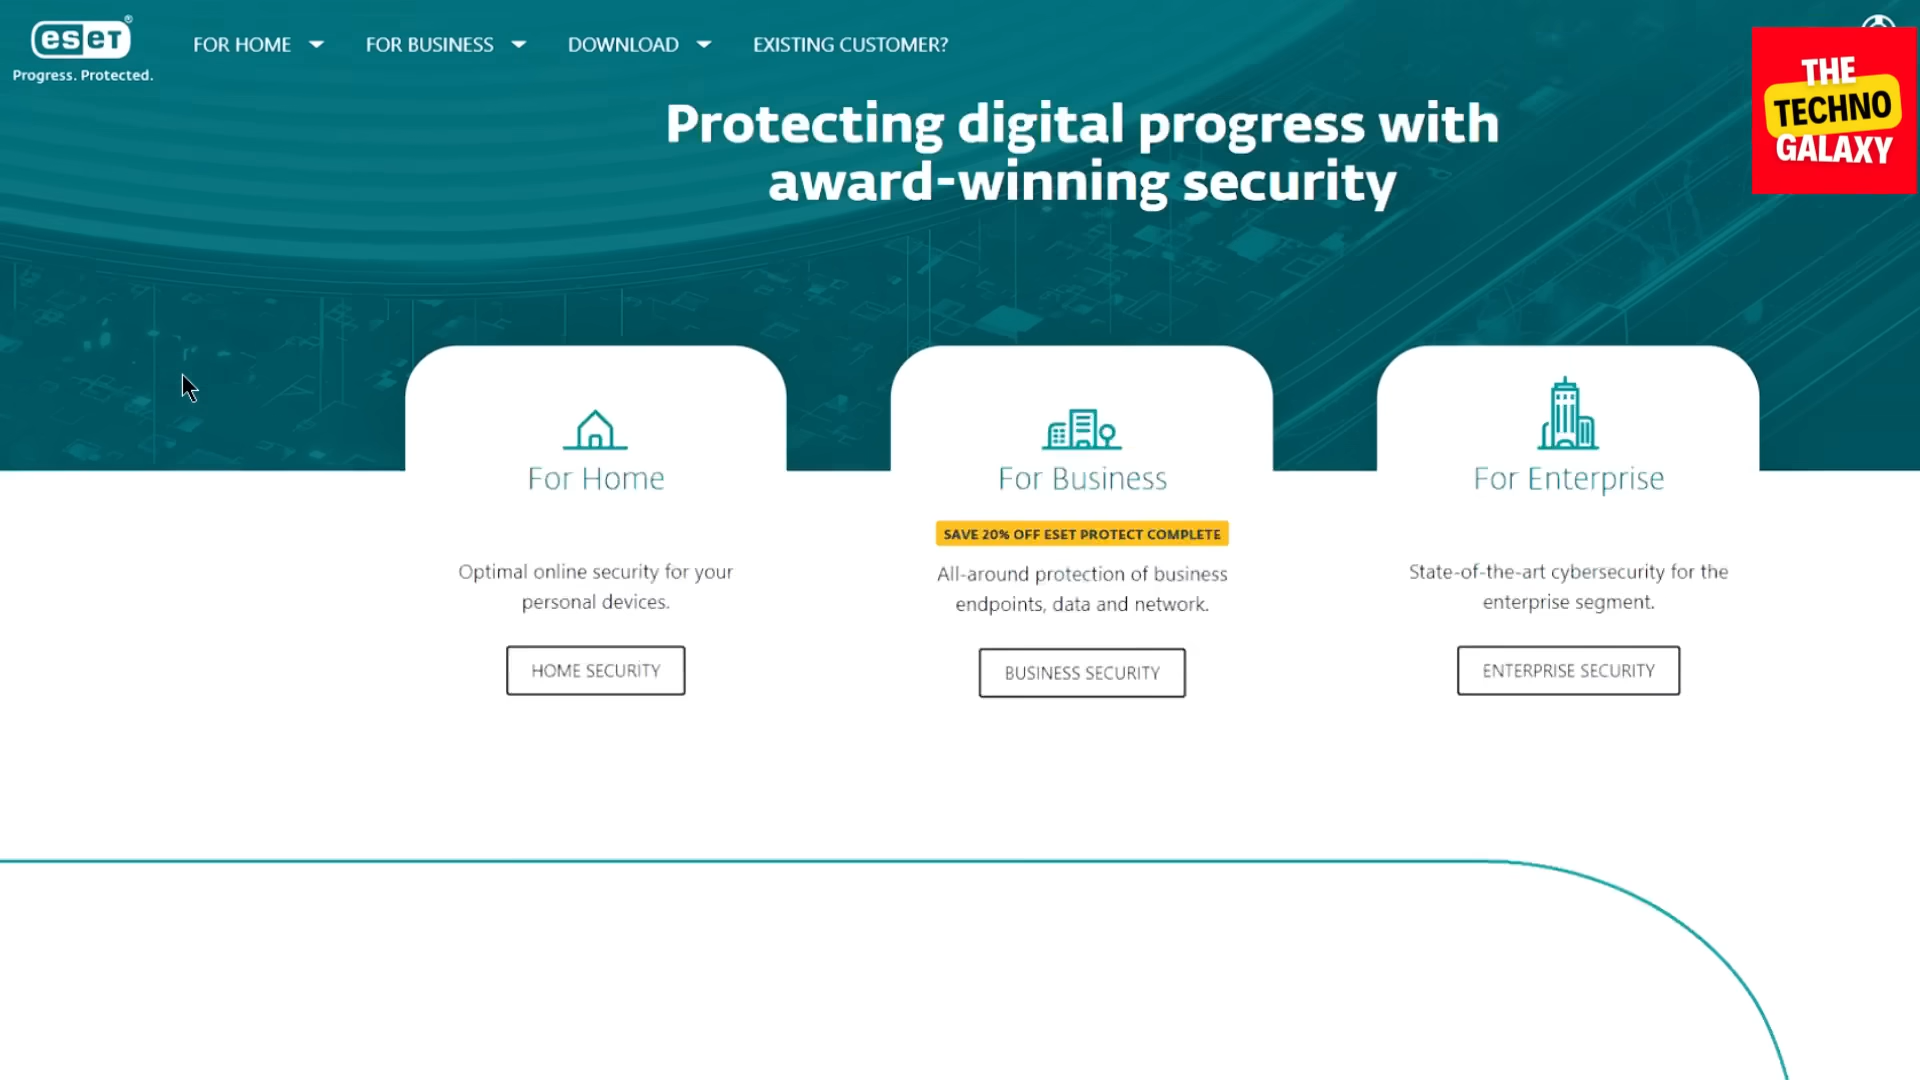 eset®
Progress. Protected.
FOR HOME
FOR BUSINESS
DOWNLOAD
EXISTING CUSTOMER?
THE
TECHNO
GALAXY
Protecting digital progress with
award-winning security
For Home
Optimal online security for your
personal devices.
HOME SECURITY
For Business
SAVE 20% OFF ESET PROTECT COMPLETE
All-around protection of business
endpoints, data and network.
BUSINESS SECURITY
For Enterprise
State-of-the-art cybersecurity for the
enterprise segment.
ENTERPRISE SECURITY